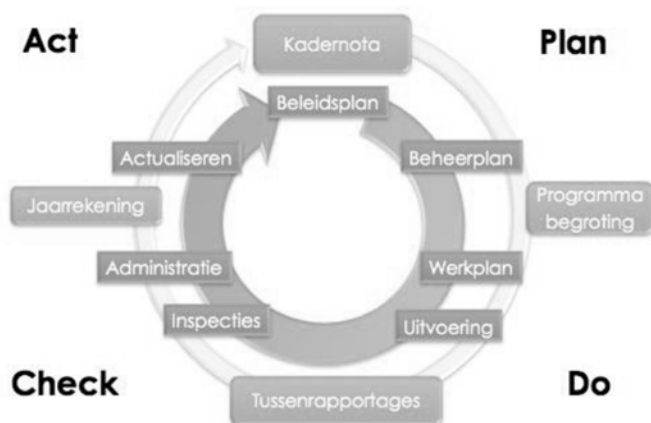 Act
Kadernota
Plan
Beleidsplan
Actualiseren
Beheerplan
Jaarrekening
Programma
begroting
Administratie
Werkplan
Inspecties
Uitvoering
Check
Tussenrapportages
Do